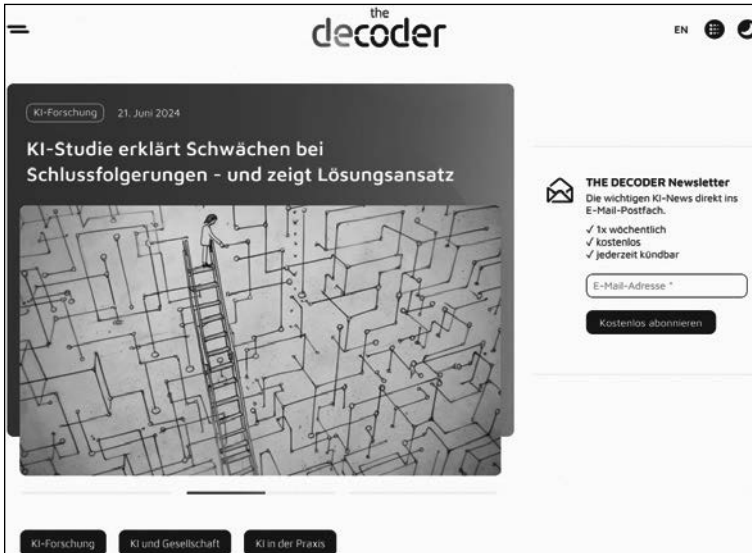 the
decoder
EN
KI-Forschung
21. Juni 2024
KI-Studie erklärt Schwächen bei
Schlussfolgerungen - und zeigt Lösungsansatz
THE DECODER Newsletter
Die wichtigen KI-News direkt ins
E-Mail-Postfach.
✓ 1x wöchentlich
✓ kostenlos
✓ jederzeit kündbar
E-Mail-Adresse *
Kostenlos abonnieren
KI-Forschung
KI und Gesellschaft
KI in der Praxis